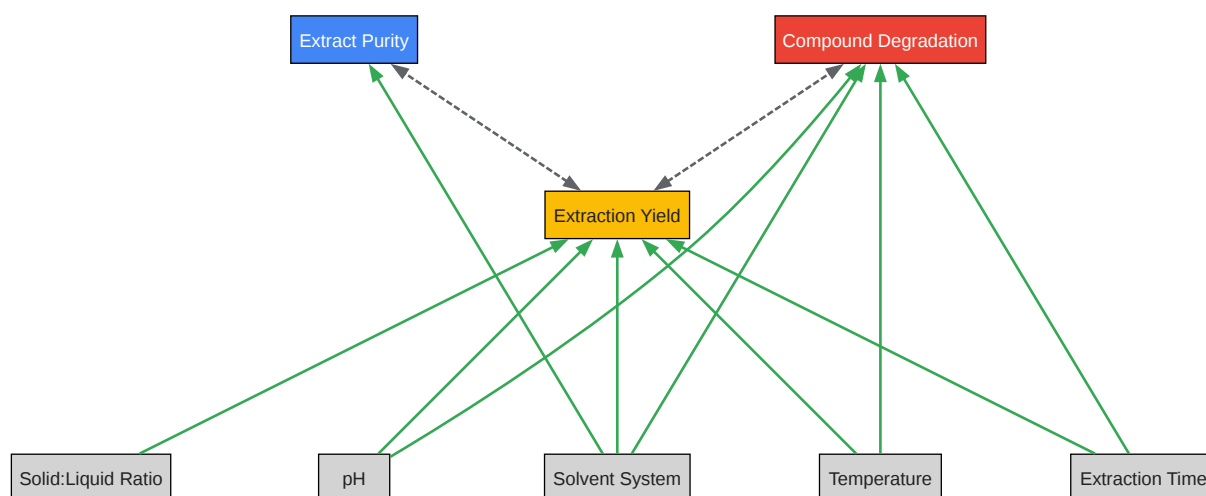 Extract Purity
Compound Degradation
Extraction Yield
Solid:Liquid Ratio
pH
Solvent System
Temperature
Extraction Time